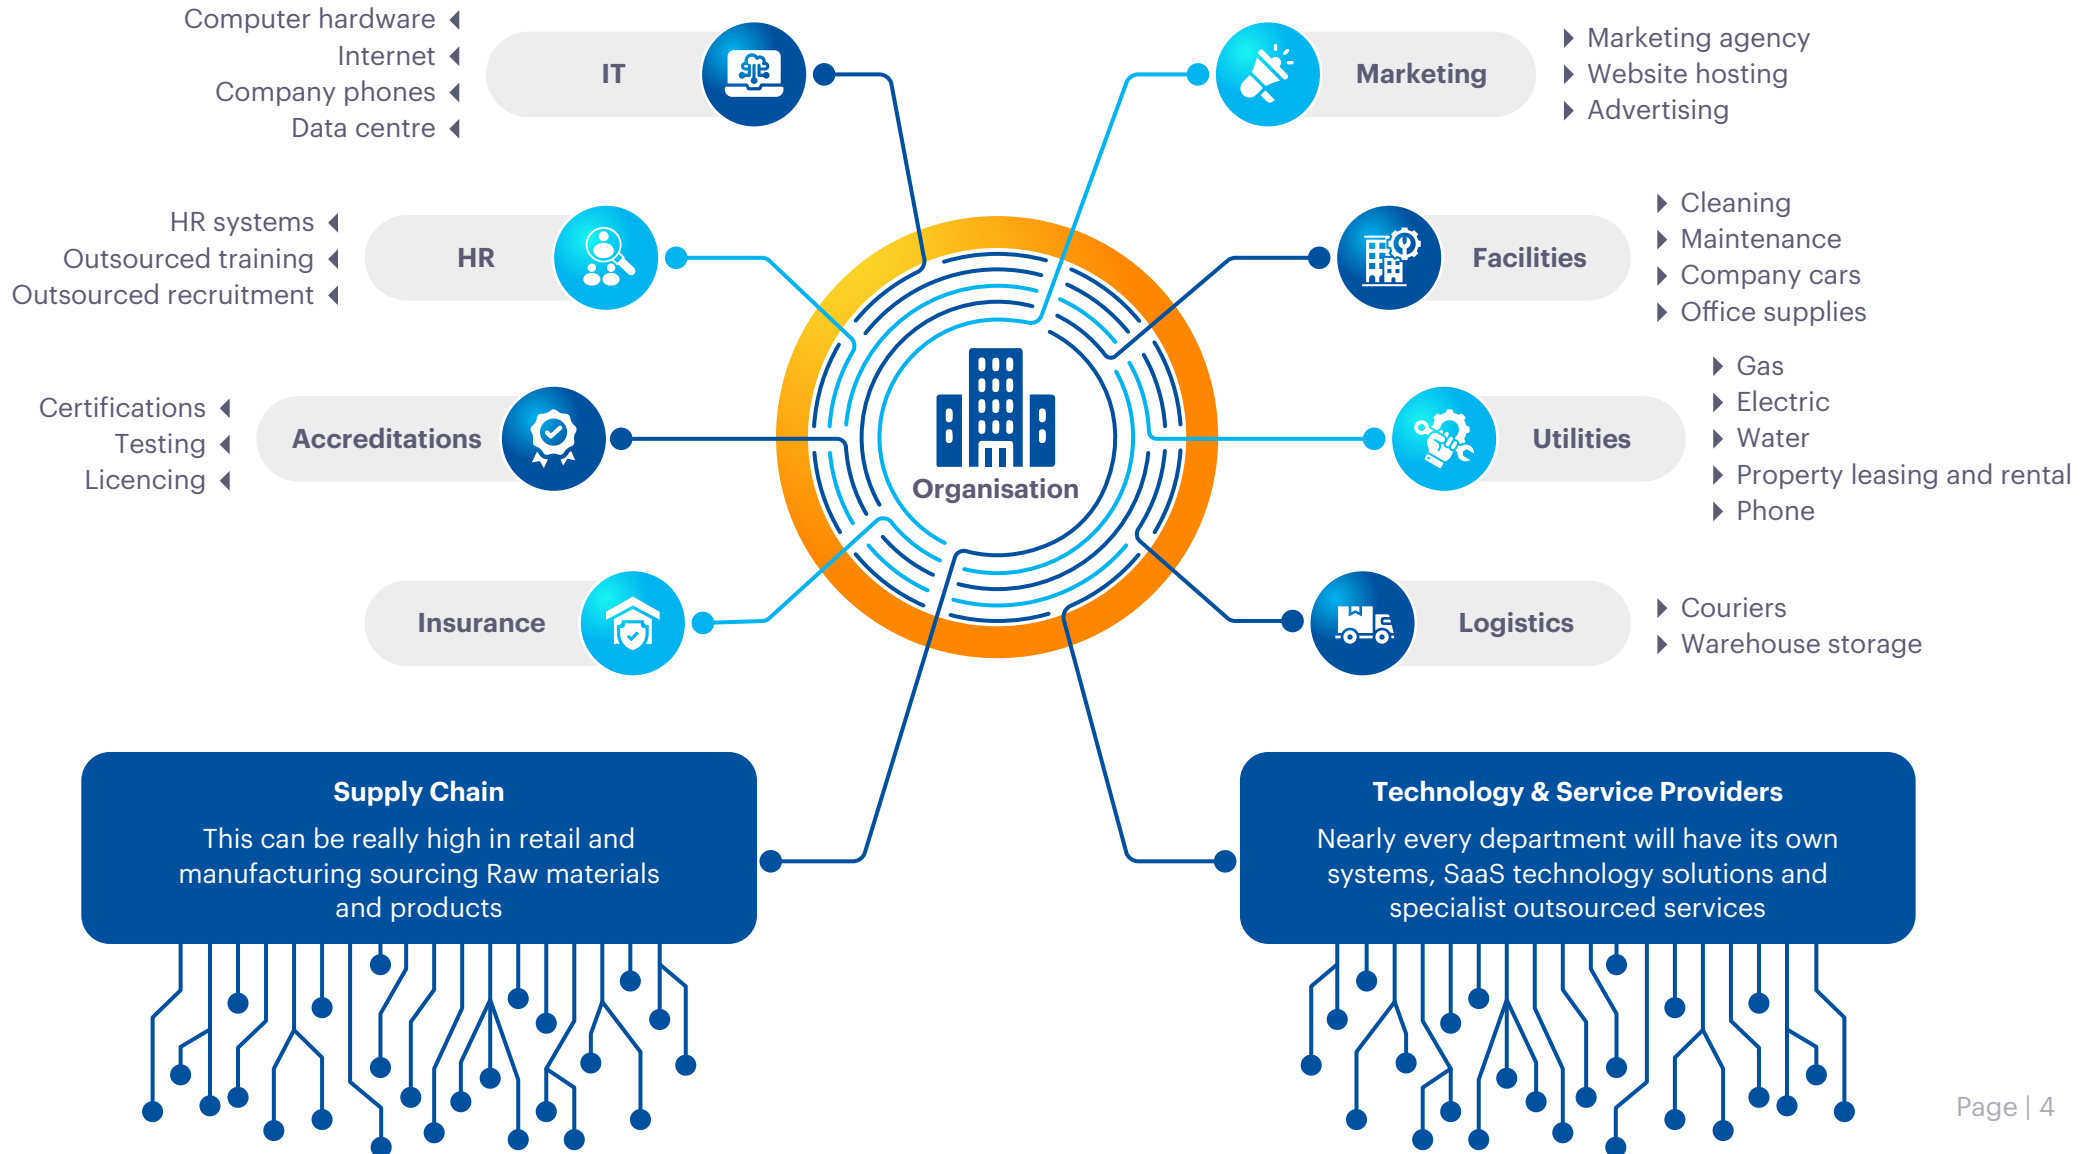 Computer hardware
Internet
Company phones
Data centre
IT
Marketing
Marketing agency
Website hosting
Advertising
HR systems
Outsourced training
Outsourced recruitment
HR
Facilities
Cleaning
Maintenance
Company cars
Office supplies
Certifications
Testing
Licencing
Accreditations
Organisation
Utilities
Gas
Electric
Water
Property leasing and rental
Phone
Insurance
Logistics
Couriers
Warehouse storage
Supply Chain
This can be really high in retail and
manufacturing sourcing Raw materials
and products
Technology & Service Providers
Nearly every department will have its own
systems, SaaS technology solutions and
specialist outsourced services
Page | 4